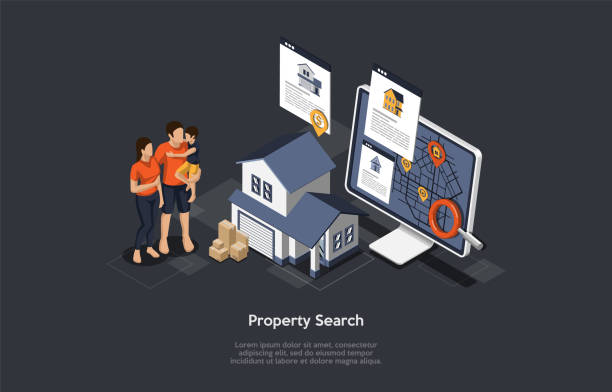 Property Search
Lorem ipsum dolor sit amet, consectetur
adipiscing elit, sed do eiusmod tempor
incididunt ut labore et dolore magna aliqua.
$